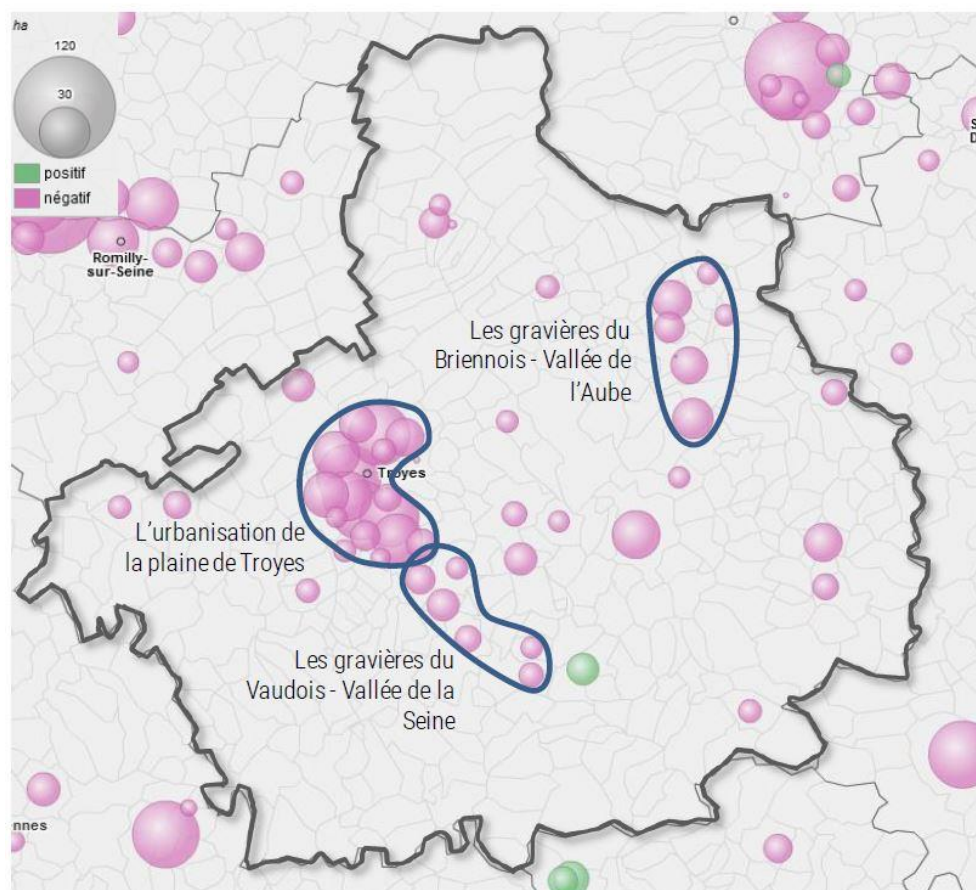 ha
120
30
positif
négatif
Romilly-
sur-Seine
Les gravières du
Briennois - Vallée de
l'Aube
Troyes
L'urbanisation de
la plaine de Troyes
Les gravières du
Vaudois - Vallée de la
Seine
S
D
nnes